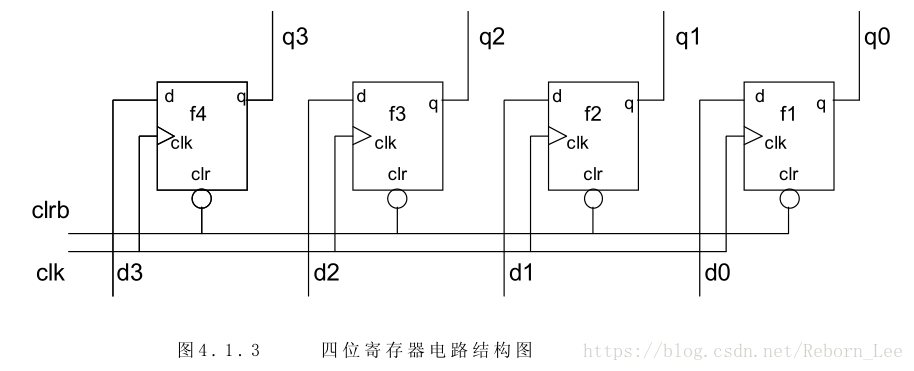 q3 q2 q1 q0
d q d q d q d q
f4 f3 f2 f1
clk clk clk clk
clr clr clr clr
clrb
clk d3 d2 d1 d0
图4.1.3 四位寄存器电路结构图 https://blog.csdn.net/Reborn_Lee